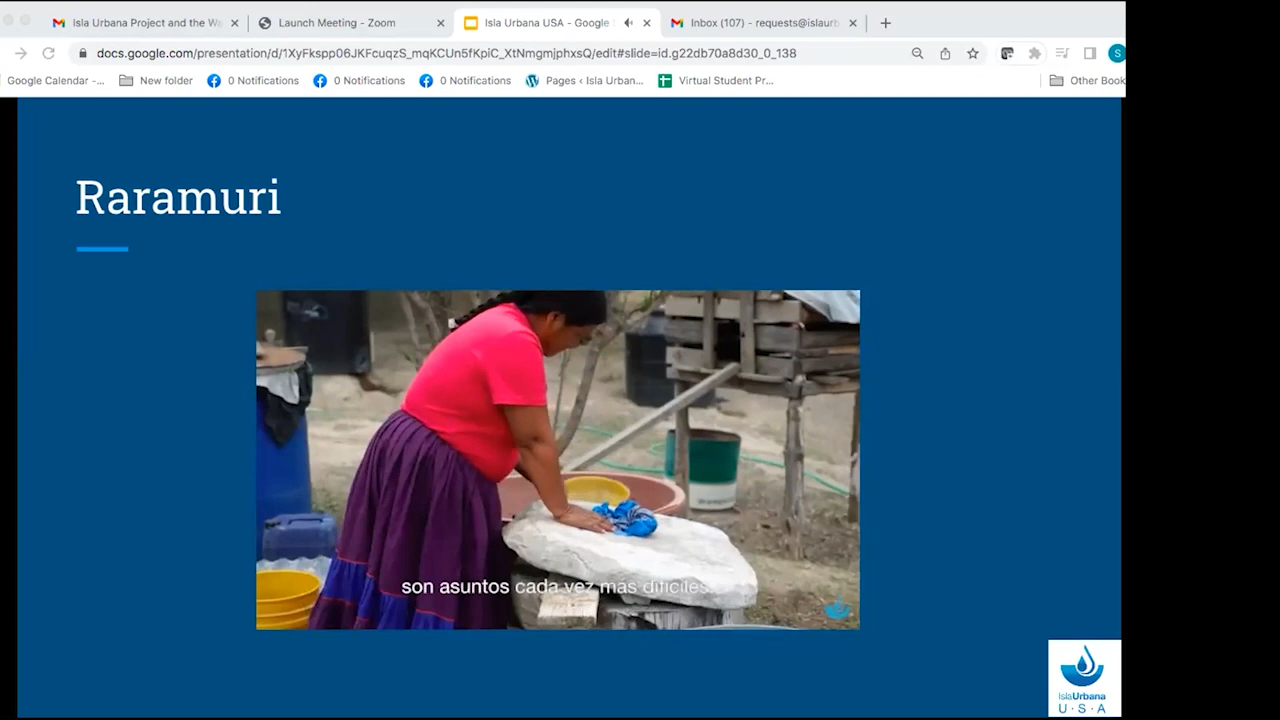 Isla Urbana Project and the Wa
Launch Meeting - Zoom
Isla Urbana USA - Google
Inbox (107) - requests@islaurb
docs.google.com/presentation/d/1XyFkspp06JKFcuqzS_mqKCUn5fKpiC_XtNmgmjphxsQ/edit#slide=id.g22db70a8d30_0_138
S
Google Calendar -...
New folder
0 Notifications
0 Notifications
0 Notifications
Pages ‹ Isla Urban...
Virtual Student Pr...
Other Book
Raramuri
son asuntos cada vez más difíciles
IslaUrbana
U·S·A